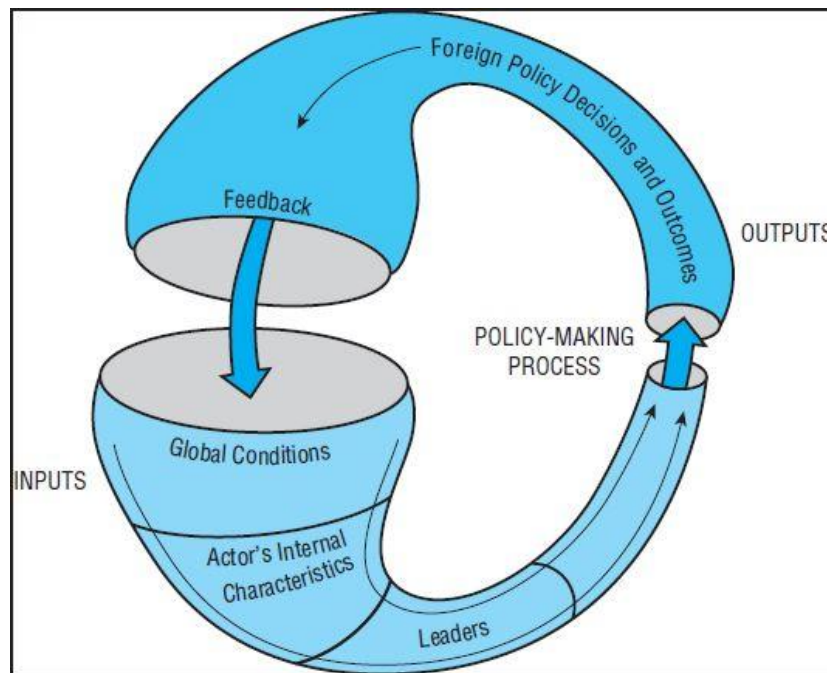 Foreign Policy Decisions and Outcomes
Feedback
OUTPUTS
POLICY-MAKING
PROCESS
Global Conditions
INPUTS
Actor's Internal
Characteristics
Leaders